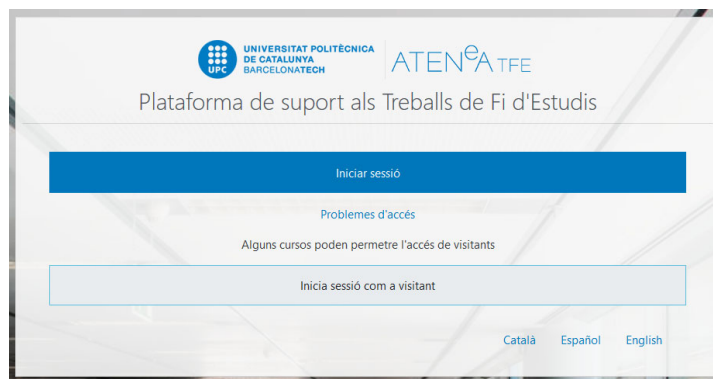 UNIVERSITAT POLITÈCNICA
DE CATALUNYA
BARCELONATECH
UPC
ATENeA TFE
Plataforma de suport als Treballs de Fi d'Estudis
Iniciar sessió
Problemes d'accés
Alguns cursos poden permetre l'accés de visitants
Inicia sessió com a visitant
Català Español English